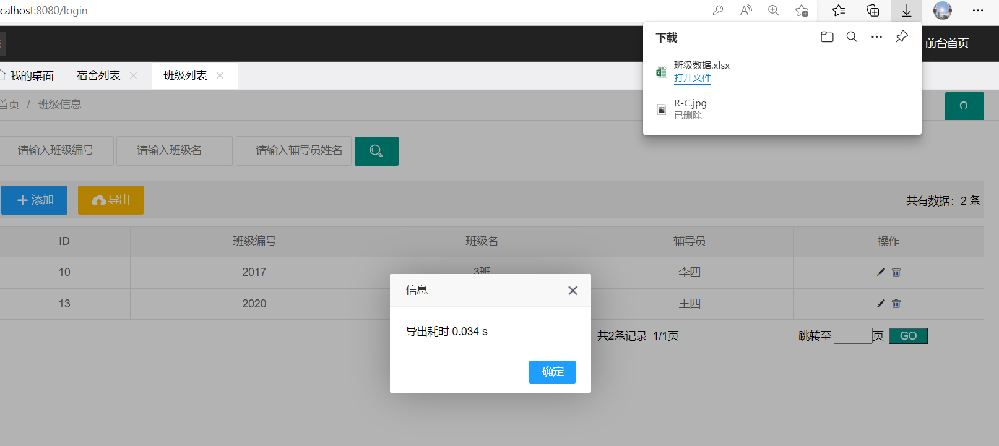 calhost:8080/login
下载
前台首页
班级数据.xlsx
打开文件
R-C.jpg
已删除
我的桌面 宿舍列表 班级列表
首页 / 班级信息
请输入班级编号 请输入班级名 请输入辅导员姓名
添加 导出 共有数据：2 条
ID 班级编号 班级名 辅导员 操作
10 2017 3班 李四
13 2020 王四
信息
导出耗时 0.034 s
确定
共2条记录 1/1页 跳转至 页 GO